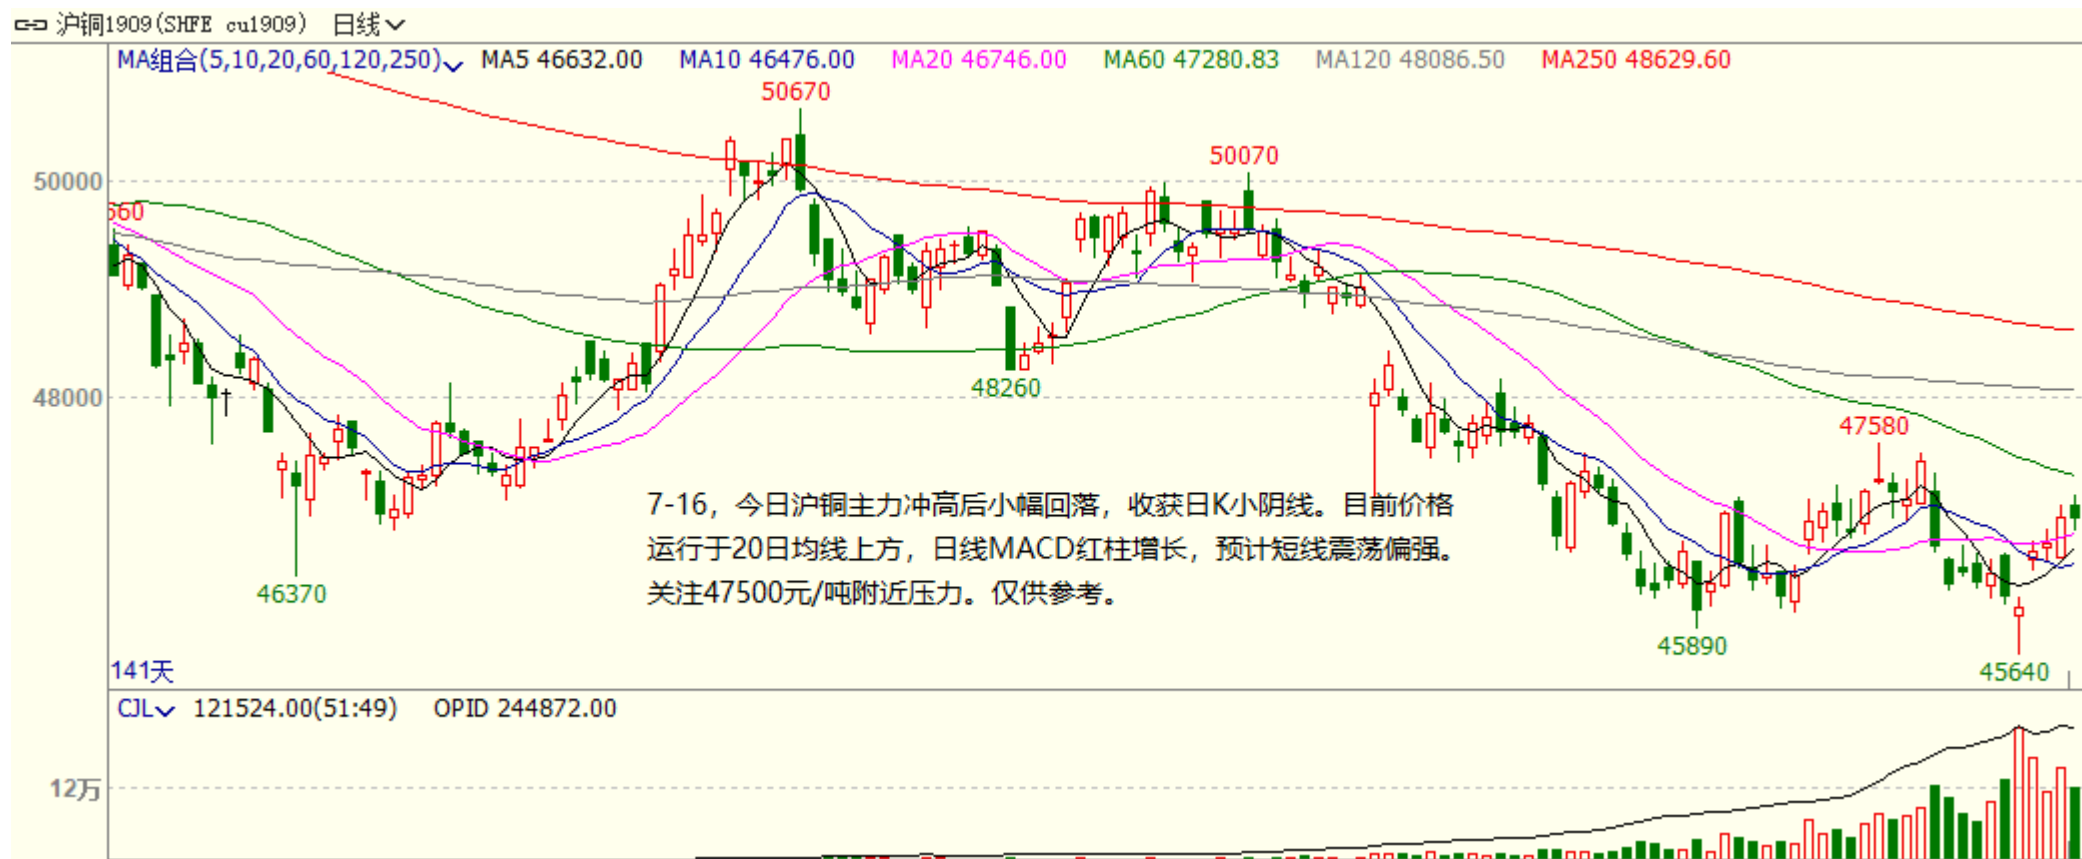 沪铜1909(SHFE cu1909) 日线
MA组合(5,10,20,60,120,250) MA5 46632.00 MA10 46476.00 MA20 46746.00 MA60 47280.83 MA120 48086.50 MA250 48629.60
50670
50070
50000
560
48260
48000
47580
7-16，今日沪铜主力冲高后小幅回落，收获日K小阴线。目前价格
运行于20日均线上方，日线MACD红柱增长，预计短线震荡偏强。
关注47500元/吨附近压力。仅供参考。
46370
45890
45640
141天
CJL 121524.00(51:49) OPID 244872.00
12万